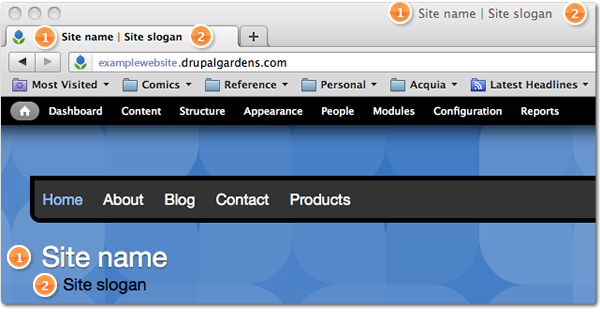 1 Site name | Site slogan 2
1 Site name | Site slogan 2
examplewebsite.drupalgardens.com
Most Visited Comics Reference Personal Acquia Latest Headlines
Dashboard Content Structure Appearance People Modules Configuration Reports
Home About Blog Contact Products
1 Site name
2 Site slogan